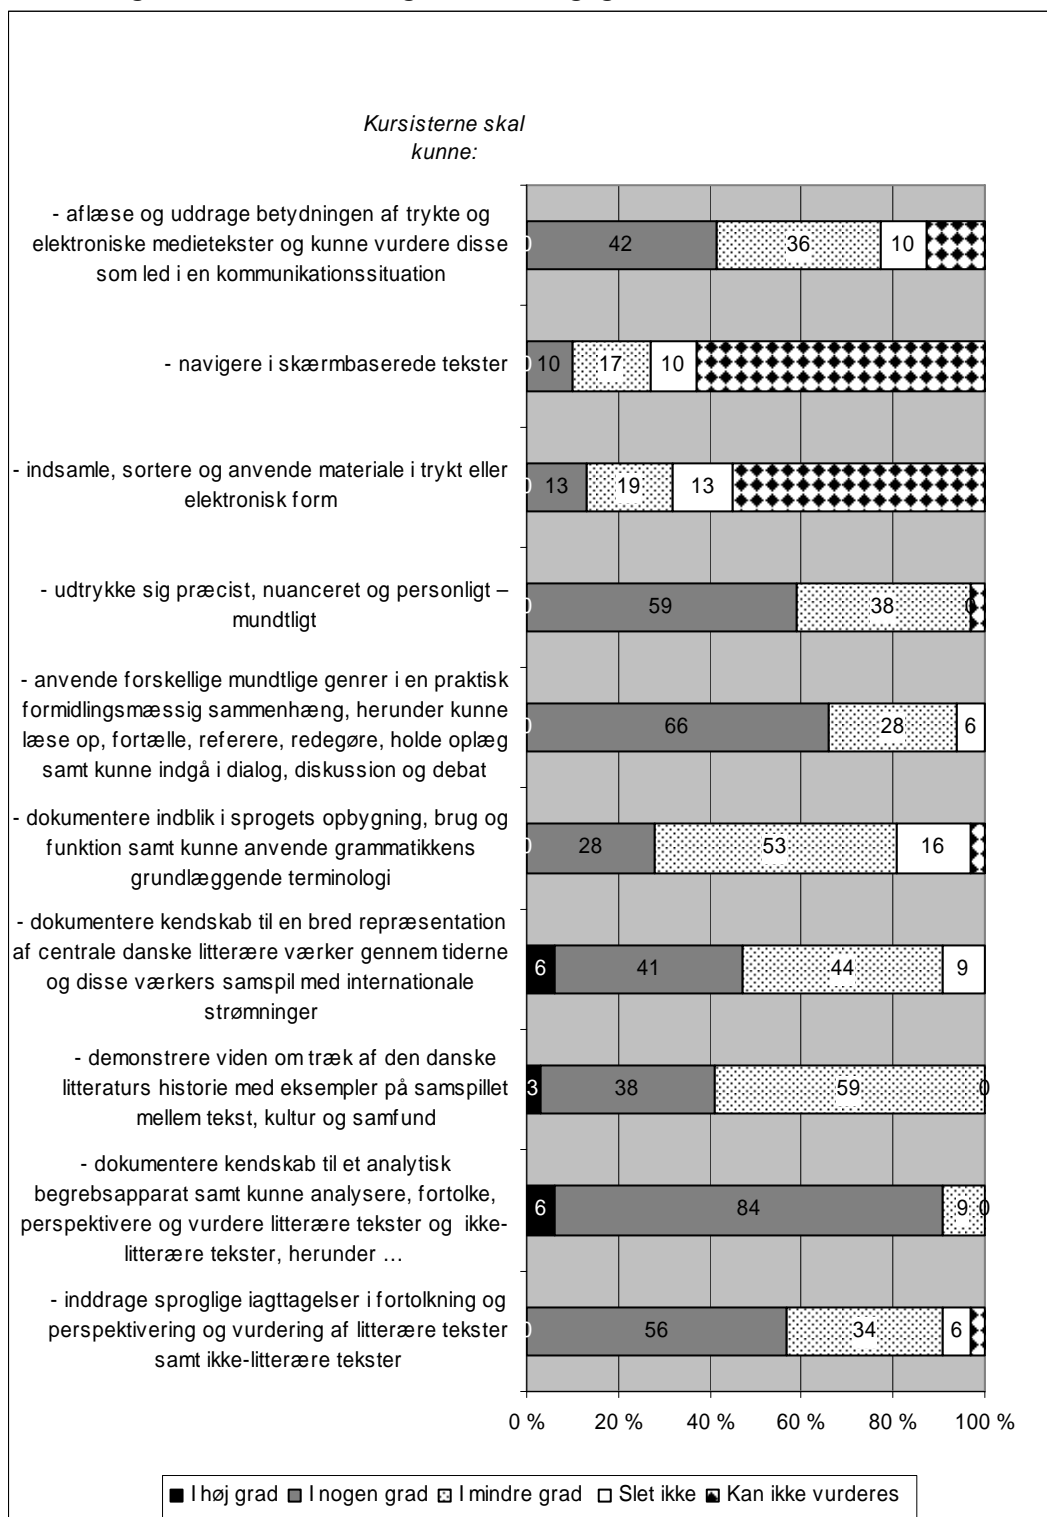 Kursisterne skal
kunne:
- aflæse og uddrage betydningen af trykte og
elektroniske medietekster og kunne vurdere disse
som led i en kommunikationssituation
0 42 36 10
- navigere i skærmbaserede tekster
0 10 17 10
- indsamle, sortere og anvende materiale i trykt eller
elektronisk form
0 13 19 13
- udtrykke sig præcist, nuanceret og personligt –
mundtligt
0 59 38 0
- anvende forskellige mundtlige genrer i en praktisk
formidlingsmæssig sammenhæng, herunder kunne
læse op, fortælle, referere, redegøre, holde oplæg
samt kunne indgå i dialog, diskussion og debat
0 66 28 6
- dokumentere indblik i sprogets opbygning, brug og
funktion samt kunne anvende grammatikkens
grundlæggende terminologi
0 28 53 16
- dokumentere kendskab til en bred repræsentation
af centrale danske litterære værker gennem tiderne
og disse værkers samspil med internationale
strømninger
6 41 44 9
- demonstrere viden om træk af den danske
litteraturs historie med eksempler på samspillet
mellem tekst, kultur og samfund
3 38 59 0
- dokumentere kendskab til et analytisk
begrebsapparat samt kunne analysere, fortolke,
perspektivere og vurdere litterære tekster og ikke-
litterære tekster, herunder …
6 84 9 0
- inddrage sproglige iagttagelser i fortolkning og
perspektivering og vurdering af litterære tekster
samt ikke-litterære tekster
0 56 34 6
0 % 20 % 40 % 60 % 80 % 100 %
I høj grad I nogen grad I mindre grad Slet ikke Kan ikke vurderes